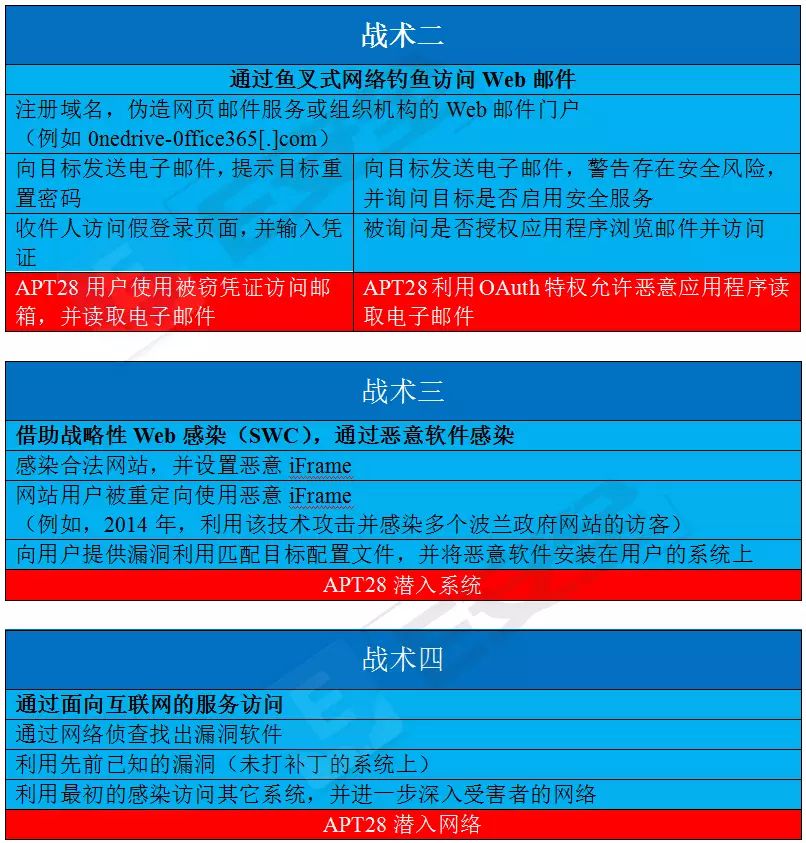 战术二
通过鱼叉式网络钓鱼访问 Web 邮件
注册域名，伪造网页邮件服务或组织机构的 Web 邮件门户
（例如 0nedrive-0ffice365[.]com）
向目标发送电子邮件，提示目标重
置密码
向目标发送电子邮件，警告存在安全风险，
并询问目标是否启用安全服务
收件人访问假登录页面，并输入凭
证
被询问是否授权应用程序浏览邮件并访问
APT28 用户使用被窃凭证访问邮
箱，并读取电子邮件
APT28 利用 OAuth 特权允许恶意应用程序读
取电子邮件
战术三
借助战略性 Web 感染（SWC），通过恶意软件感染
感染合法网站，并设置恶意 iFrame
网站用户被重定向使用恶意 iFrame
（例如，2014 年，利用该技术攻击并感染多个波兰政府网站的访客）
向用户提供漏洞利用匹配目标配置文件，并将恶意软件安装在用户的系统上
APT28 潜入系统
战术四
通过面向互联网的服务访问
通过网络侦查找出漏洞软件
利用先前已知的漏洞（未打补丁的系统上）
利用最初的感染访问其它系统，并进一步深入受害者的网络
APT28 潜入网络